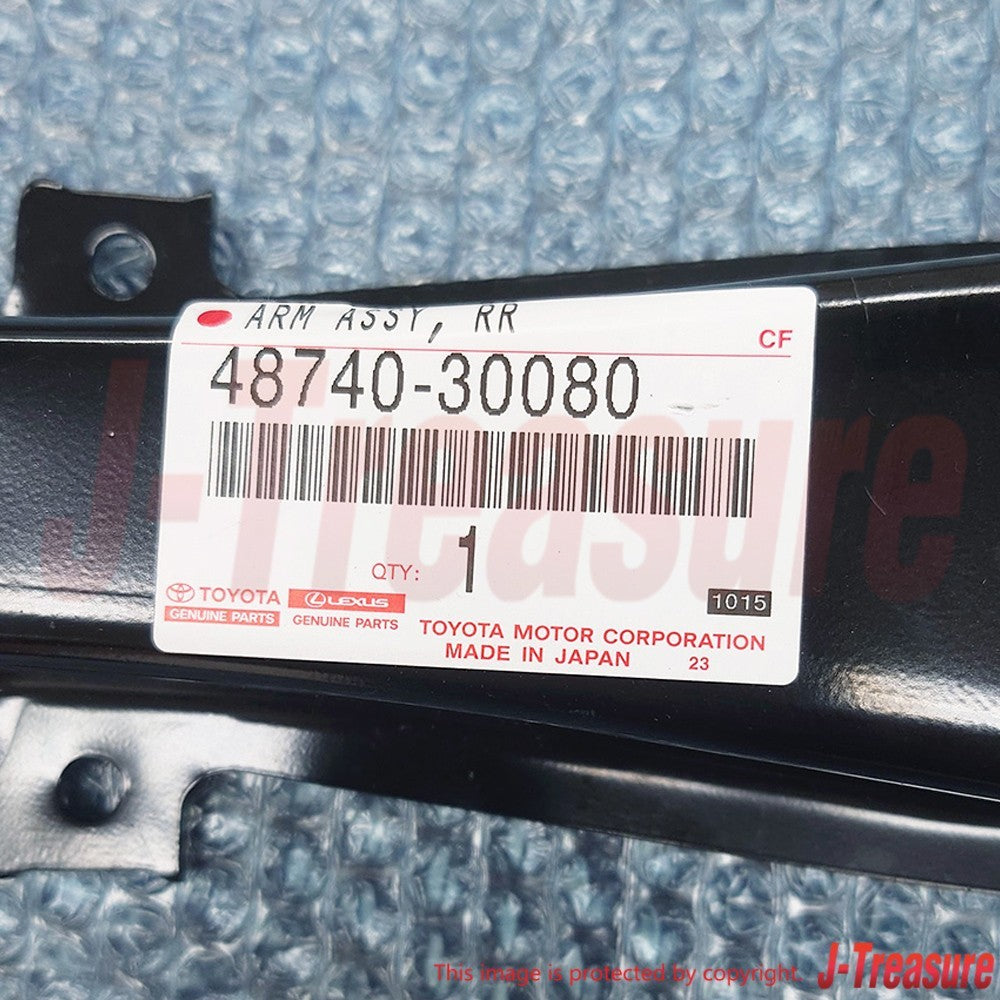 ARM ASSY, RR
CF
48740-30080
QTY: 1
1015
TOYOTA
GENUINE PARTS
LEXUS
GENUINE PARTS
TOYOTA MOTOR CORPORATION
MADE IN JAPAN 23
J-Treasure
This image is protected by copyright. J-Treasure